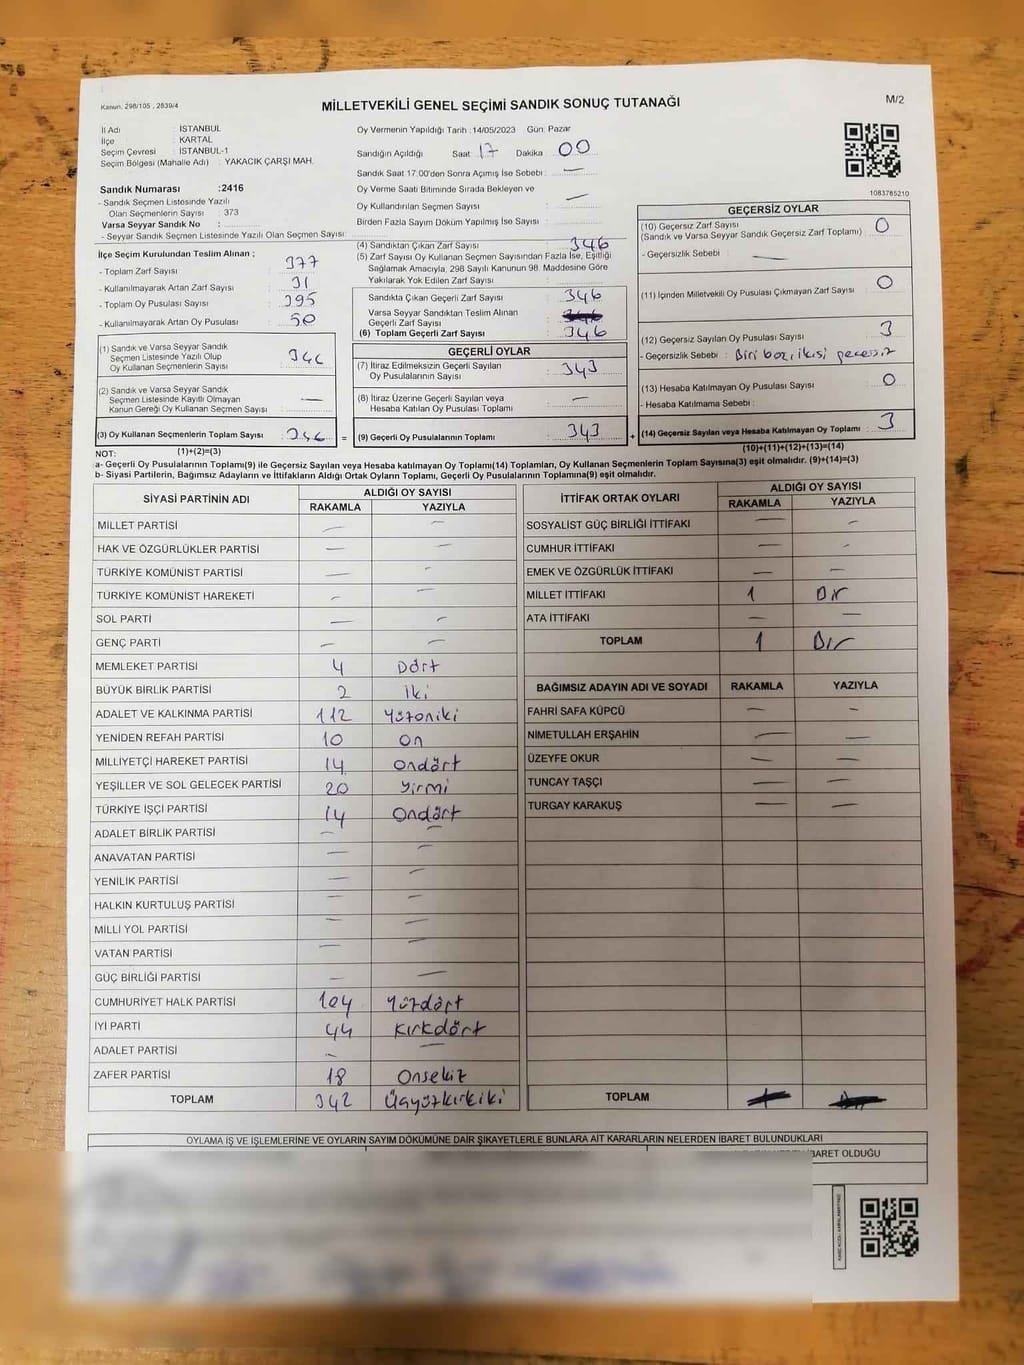 Kanun, 298/105 , 2839/4
MİLLETVEKİLİ GENEL SEÇİMİ SANDIK SONUÇ TUTANAĞI
M/2
İl Adı : İSTANBUL
İlçe : KARTAL
Seçim Çevresi : İSTANBUL-1
Seçim Bölgesi (Mahalle Adı) : YAKACIK ÇARŞI MAH.
Sandık Numarası :2416
- Sandık Seçmen Listesinde Yazılı
Olan Seçmenlerin Sayısı : 373
Varsa Seyyar Sandık No :
- Seyyar Sandık Seçmen Listesinde Yazılı Olan Seçmen Sayısı:
Oy Vermenin Yapıldığı Tarih :14/05/2023 Gün: Pazar
Sandığın Açıldığı Saat 17 Dakika 00
Sandık Saat 17:00'den Sonra Açımış İse Sebebi : —
Oy Verme Saati Bitiminde Sırada Bekleyen ve
Oy Kullandırılan Seçmen Sayısı : —
Birden Fazla Sayım Döküm Yapılmış İse Sayısı :
1083765210
İlçe Seçim Kurulundan Teslim Alınan ;
- Toplam Zarf Sayısı : 377
- Kullanılmayarak Artan Zarf Sayısı : 31
- Toplam Oy Pusulası Sayısı : 395
- Kullanılmayarak Artan Oy Pusulası : 50
(1) Sandık ve Varsa Seyyar Sandık
Seçmen Listesinde Yazılı Olup
Oy Kullanan Seçmenlerin Sayısı : 346
(2) Sandık ve Varsa Seyyar Sandık
Seçmen Listesinde Kayıtlı Olmayan
Kanun Gereği Oy Kullanan Seçmen Sayısı : —
(3) Oy Kullanan Seçmenlerin Toplam Sayısı : 346
(1)+(2)=(3)
(4) Sandıktan Çıkan Zarf Sayısı : 346
(5) Zarf Sayısı Oy Kullanan Seçmen Sayısından Fazla İse, Eşitliği
Sağlamak Amacıyla, 298 Sayılı Kanunun 98. Maddesine Göre
Yakılarak Yok Edilen Zarf Sayısı :
Sandıkta Çıkan Geçerli Zarf Sayısı : 346
Varsa Seyyar Sandıktan Teslim Alınan
Geçerli Zarf Sayısı
(6) Toplam Geçerli Zarf Sayısı : 346
GEÇERLİ OYLAR
(7) İtiraz Edilmeksizin Geçerli Sayılan
Oy Pusulalarının Sayısı : 343
(8) İtiraz Üzerine Geçerli Sayılan veya
Hesaba Katılan Oy Pusulası Toplamı : —
= (9) Geçerli Oy Pusulalarının Toplamı : 343 +
GEÇERSİZ OYLAR
(10) Geçersiz Zarf Sayısı
(Sandık ve Varsa Seyyar Sandık Geçersiz Zarf Toplamı) : 0
- Geçersizlik Sebebi : —
(11) İçinden Milletvekili Oy Pusulası Çıkmayan Zarf Sayısı : 0
(12) Geçersiz Sayılan Oy Pusulası Sayısı : 3
- Geçersizlik Sebebi : Biri boş, ikisi geçersiz
(13) Hesaba Katılmayan Oy Pusulası Sayısı : 0
- Hesaba Katılmama Sebebi :
(14) Geçersiz Sayılan veya Hesaba Katılmayan Oy Toplamı : 3
(10)+(11)+(12)+(13)=(14)
NOT:
a- Geçerli Oy Pusulalarının Toplamı(9) ile Geçersiz Sayılan veya Hesaba katılmayan Oy Toplamı(14) Toplamları, Oy Kullanan Seçmenlerin Toplam Sayısına(3) eşit olmalıdır. (9)+(14)=(3)
b- Siyasi Partilerin, Bağımsız Adayların ve İttifakların Aldığı Ortak Oyların Toplamı, Geçerli Oy Pusulalarının Toplamına(9) eşit olmalıdır.
SİYASİ PARTİNİN ADI ALDIĞI OY SAYISI
RAKAMLA YAZIYLA
MİLLET PARTİSİ — —
HAK VE ÖZGÜRLÜKLER PARTİSİ — —
TÜRKİYE KOMÜNİST PARTİSİ — —
TÜRKİYE KOMÜNİST HAREKETİ — —
SOL PARTİ — —
GENÇ PARTİ — —
MEMLEKET PARTİSİ 4 Dört
BÜYÜK BİRLİK PARTİSİ 2 İki
ADALET VE KALKINMA PARTİSİ 112 Yüzoniki
YENİDEN REFAH PARTİSİ 10 On
MİLLİYETÇİ HAREKET PARTİSİ 14 Ondört
YEŞİLLER VE SOL GELECEK PARTİSİ 20 Yirmi
TÜRKİYE İŞÇİ PARTİSİ 14 Ondört
ADALET BİRLİK PARTİSİ — —
ANAVATAN PARTİSİ — —
YENİLİK PARTİSİ — —
HALKIN KURTULUŞ PARTİSİ — —
MİLLİ YOL PARTİSİ — —
VATAN PARTİSİ — —
GÜÇ BİRLİĞİ PARTİSİ — —
CUMHURİYET HALK PARTİSİ 104 Yüzdört
İYİ PARTİ 44 Kırkdört
ADALET PARTİSİ — —
ZAFER PARTİSİ 18 Onsekiz
TOPLAM 342 Üçyüzkırkiki
İTTİFAK ORTAK OYLARI ALDIĞI OY SAYISI
RAKAMLA YAZIYLA
SOSYALİST GÜÇ BİRLİĞİ İTTİFAKI — —
CUMHUR İTTİFAKI — —
EMEK VE ÖZGÜRLÜK İTTİFAKI — —
MİLLET İTTİFAKI 1 Bir
ATA İTTİFAKI — —
TOPLAM 1 Bir
BAĞIMSIZ ADAYIN ADI VE SOYADI RAKAMLA YAZIYLA
FAHRİ SAFA KÜPCÜ — —
NİMETULLAH ERŞAHİN — —
ÜZEYFE OKUR — —
TUNCAY TAŞÇI — —
TURGAY KARAKUŞ — —
TOPLAM
OYLAMA İŞ VE İŞLEMLERİNE VE OYLARIN SAYIM DÖKÜMÜNE DAİR ŞİKAYETLERLE BUNLARA AİT KARARLARIN NELERDEN İBARET BULUNDUKLARI
İBARET OLDUĞU